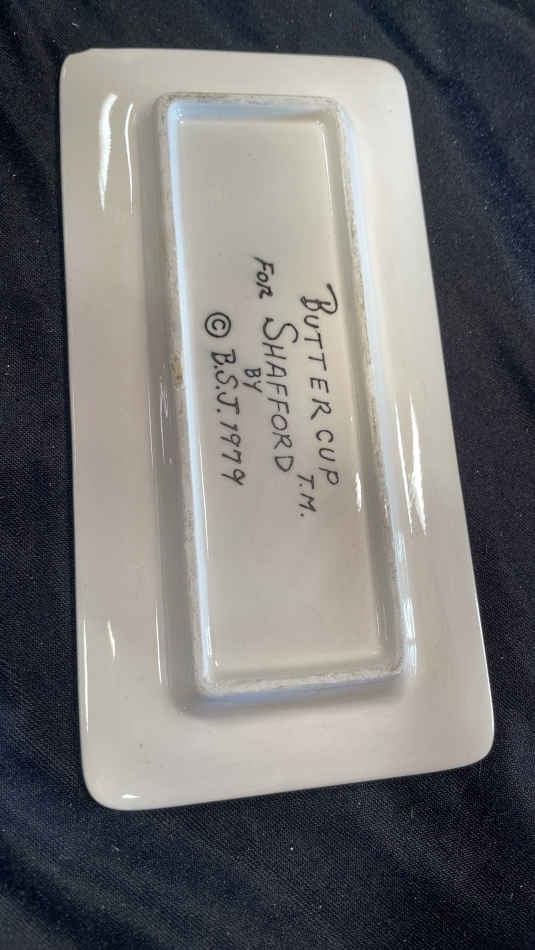 BUTTER CUP T.M.
FOR SHAFFORD
BY
© B.S.J. 1979